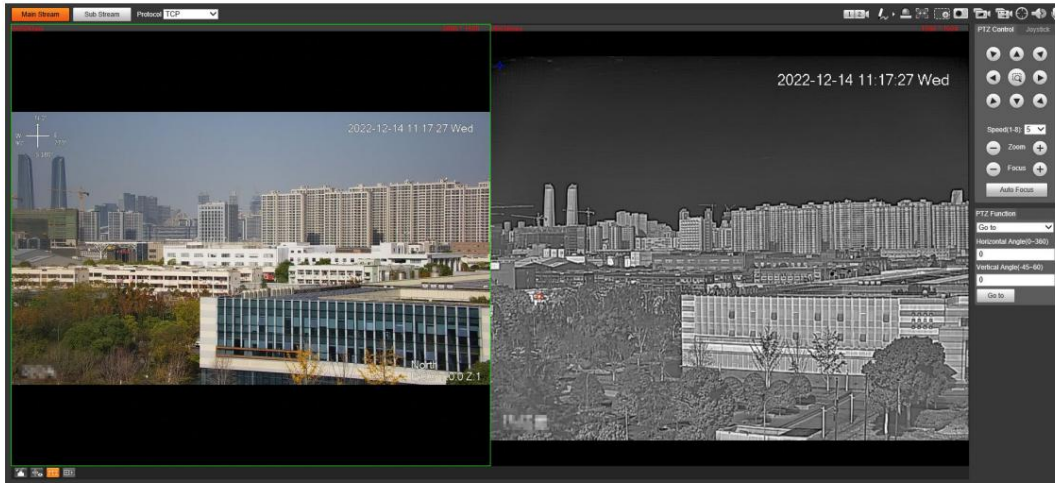 Main Stream
Sub Stream
Protocol TCP
PTZ Control Joystick
2022-12-14 11:17:27 Wed
2022-12-14 11:17:27 Wed
N
W
Speed(1-8): 5
Zoom
Focus
Auto Focus
PTZ Function
Go to
Horizontal Angle(0~360)
0
Vertical Angle(-45~60)
0
Go to
North